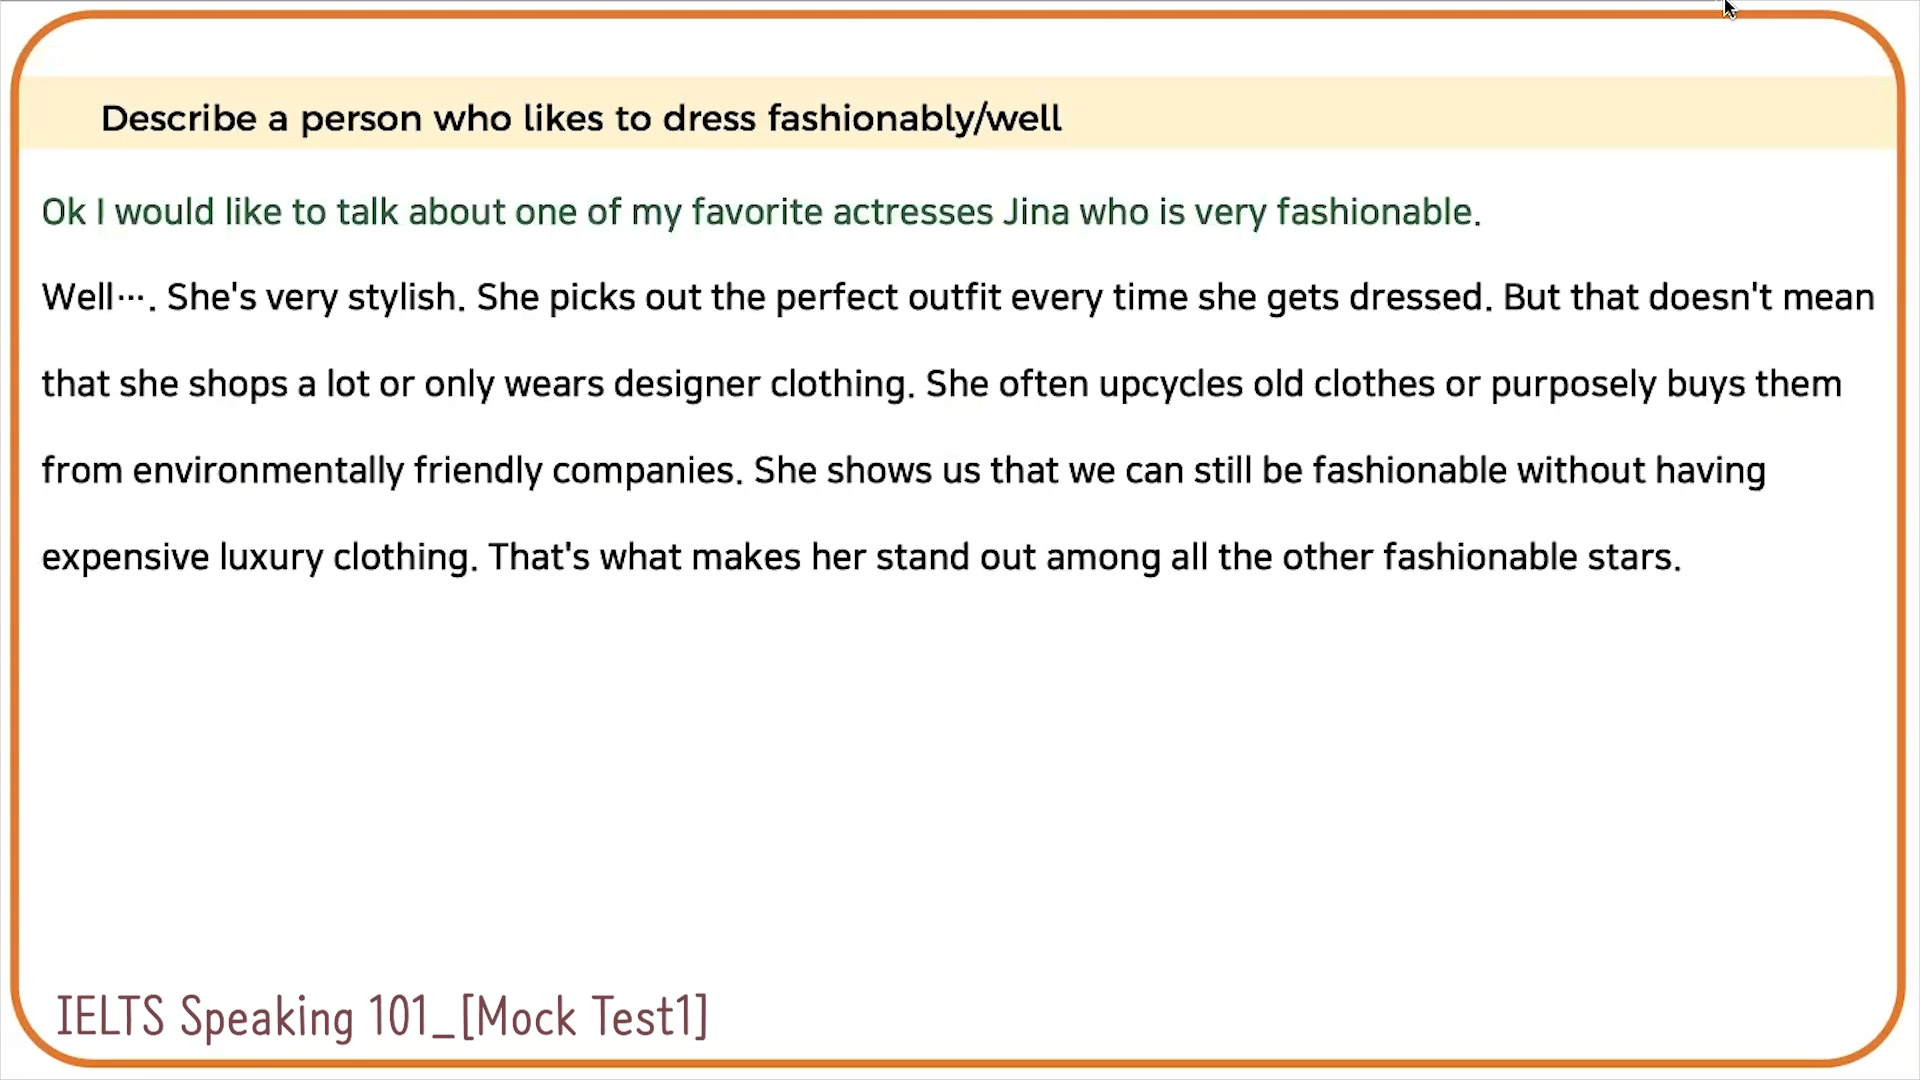 Describe a person who likes to dress fashionably/well
Ok I would like to talk about one of my favorite actresses Jina who is very fashionable.
Well···. She's very stylish. She picks out the perfect outfit every time she gets dressed. But that doesn't mean
that she shops a lot or only wears designer clothing. She often upcycles old clothes or purposely buys them
from environmentally friendly companies. She shows us that we can still be fashionable without having
expensive luxury clothing. That's what makes her stand out among all the other fashionable stars.
IELTS Speaking 101_[Mock Test1]